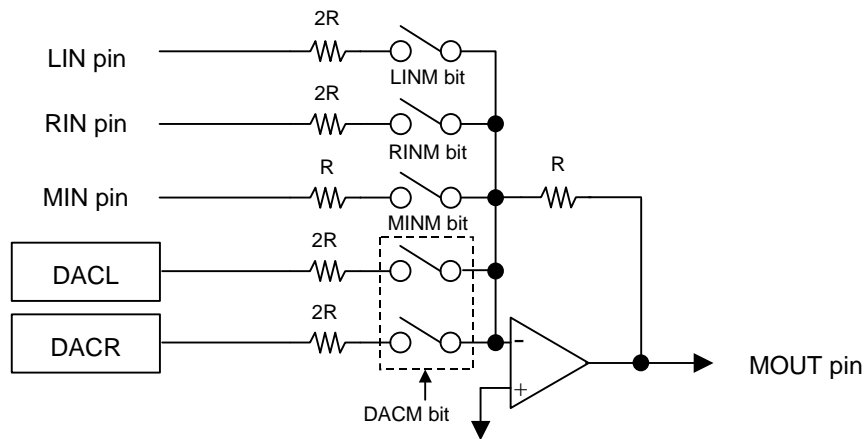 2R
LIN pin
LINM bit
2R
RIN pin
RINM bit
R
R
MIN pin
MINM bit
2R
DACL
2R
DACR
-
+
MOUT pin
DACM bit